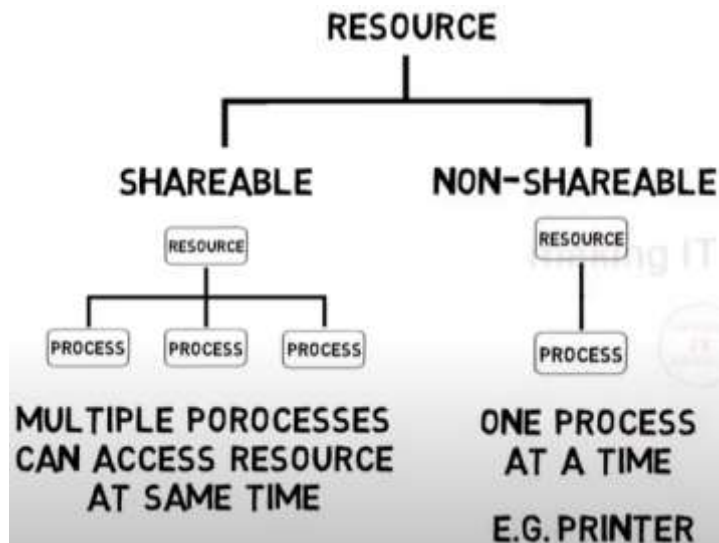 RESOURCE
SHAREABLE
NON-SHAREABLE
RESOURCE
RESOURCE
PROCESS
PROCESS
PROCESS
PROCESS
MULTIPLE POROCESSES
CAN ACCESS RESOURCE
AT SAME TIME
ONE PROCESS
AT A TIME
E.G. PRINTER